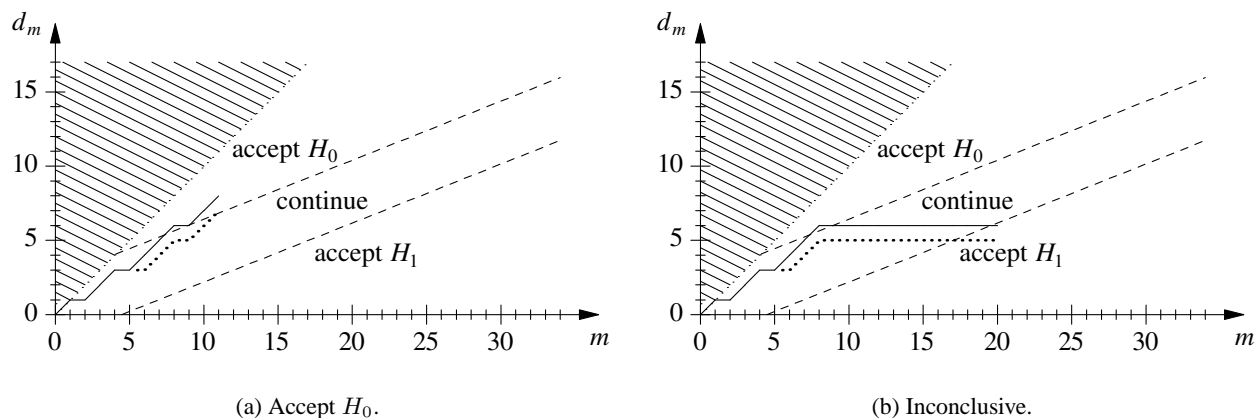 d_m
15
10
5
0
accept H_0
continue
accept H_1
0 5 10 15 20 25 30 m
(a) Accept H_0.
d_m
15
10
5
0
accept H_0
continue
accept H_1
0 5 10 15 20 25 30 m
(b) Inconclusive.